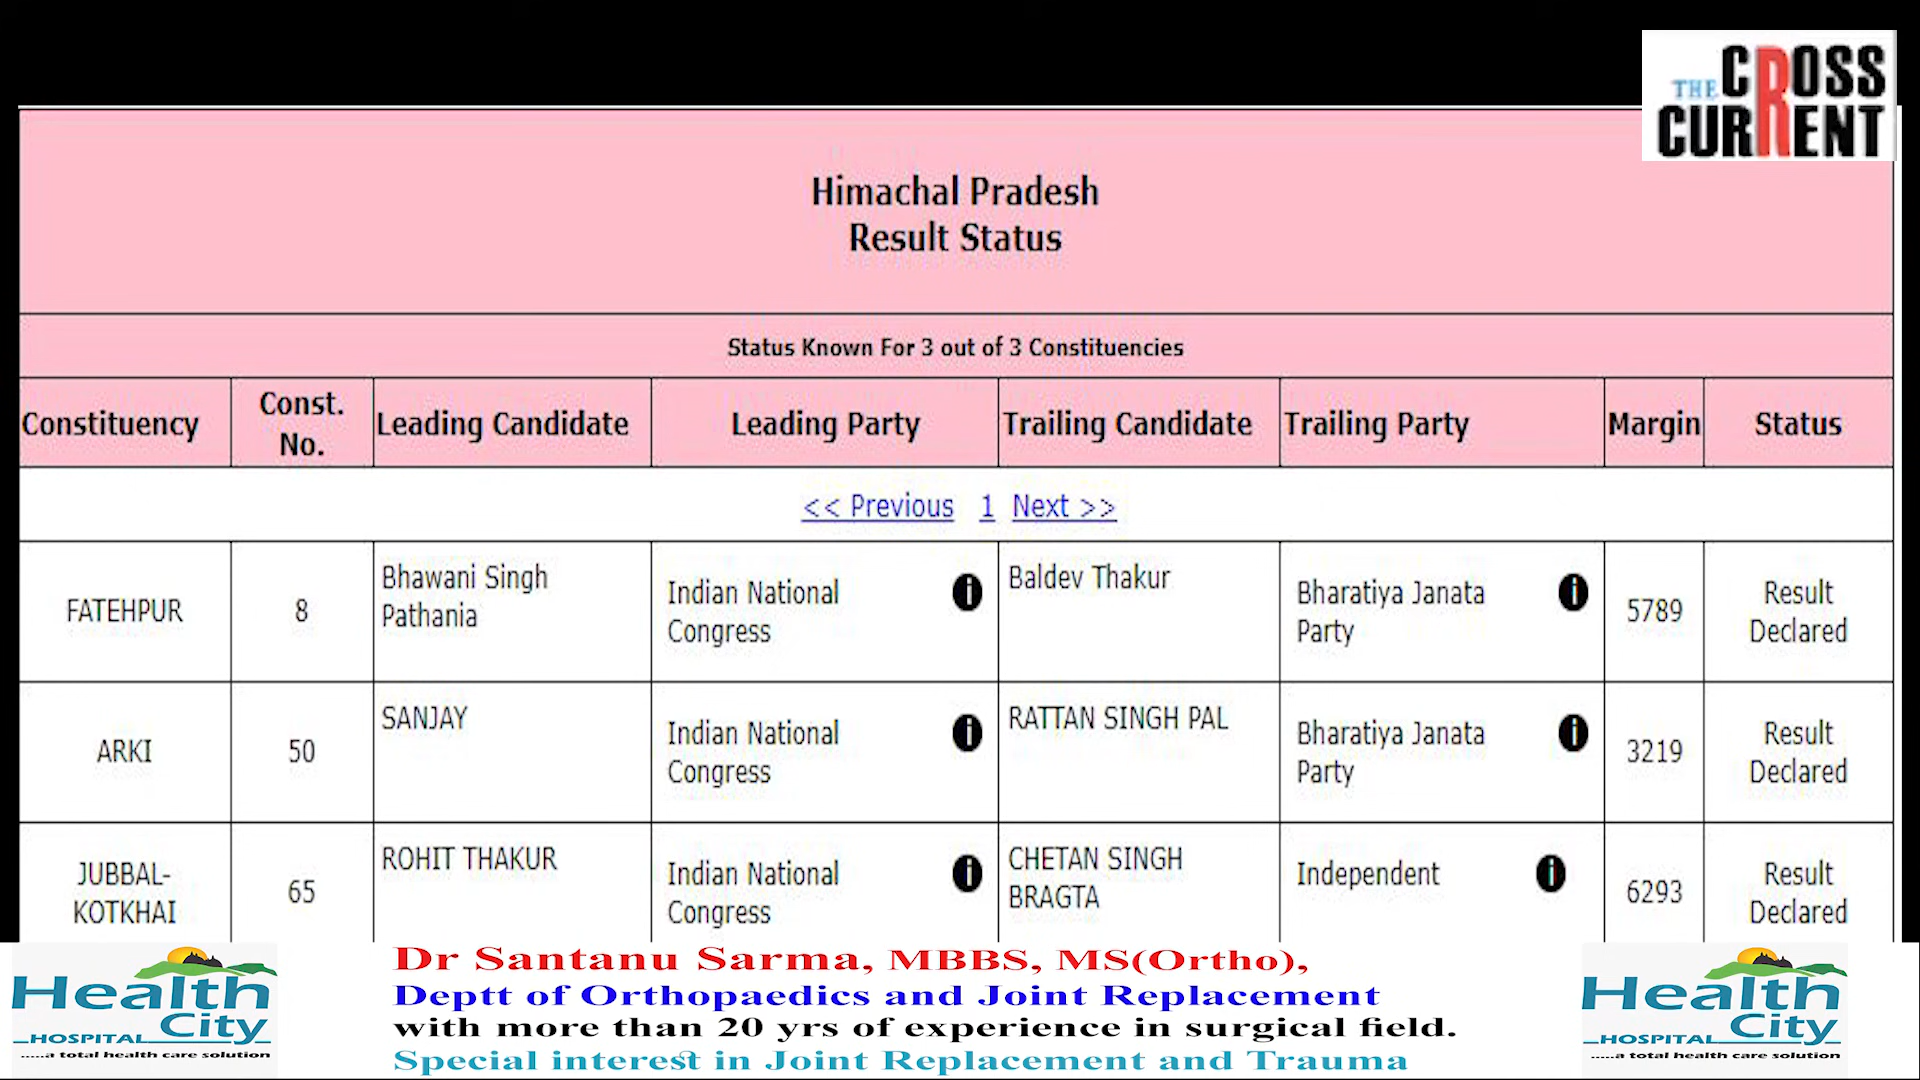 THE CROSS
CURRENT
Himachal Pradesh
Result Status
Status Known For 3 out of 3 Constituencies
Constituency Const. No. Leading Candidate Leading Party Trailing Candidate Trailing Party Margin Status
<< Previous 1 Next >>
FATEHPUR 8 Bhawani Singh Pathania Indian National Congress i Baldev Thakur Bharatiya Janata Party i 5789 Result Declared
ARKI 50 SANJAY Indian National Congress i RATTAN SINGH PAL Bharatiya Janata Party i 3219 Result Declared
JUBBAL-KOTKHAI 65 ROHIT THAKUR Indian National Congress i CHETAN SINGH BRAGTA Independent i 6293 Result Declared
Health
City
HOSPITAL
.....a total health care solution
Dr Santanu Sarma, MBBS, MS(Ortho),
Deptt of Orthopaedics and Joint Replacement
with more than 20 yrs of experience in surgical field.
Special interest in Joint Replacement and Trauma
Health
City
HOSPITAL
.....a total health care solution